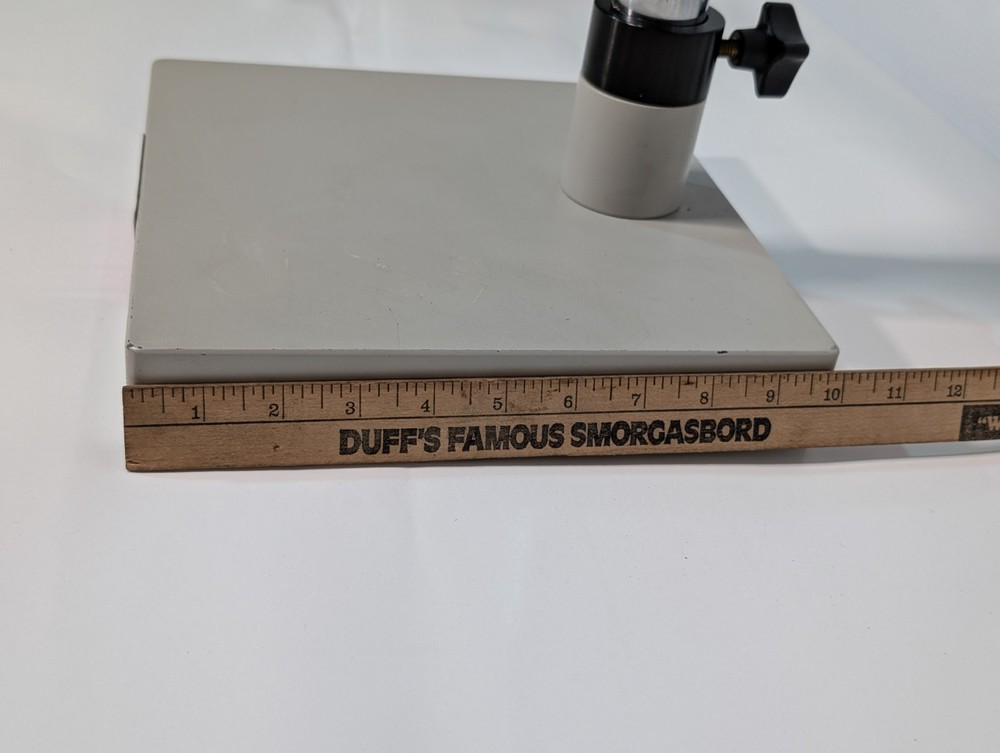 1 2 3 4 5 6 7 8 9 10 11 12
DUFF'S FAMOUS SMORGASBORD